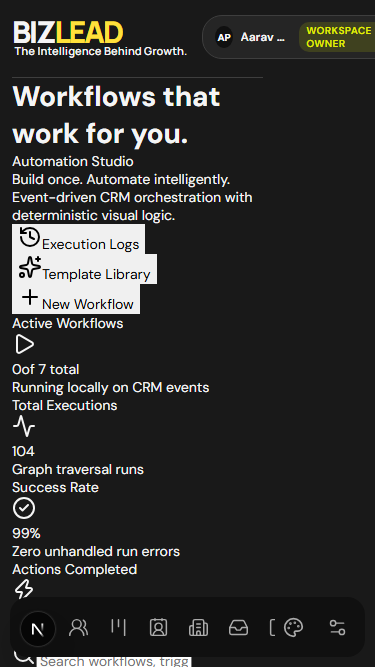 BIZLEAD
The Intelligence Behind Growth.
AP Aarav ... WORKSPACE
OWNER
Workflows that
work for you.
Automation Studio
Build once. Automate intelligently.
Event-driven CRM orchestration with
deterministic visual logic.
Execution Logs
Template Library
New Workflow
Active Workflows
0of 7 total
Running locally on CRM events
Total Executions
104
Graph traversal runs
Success Rate
99%
Zero unhandled run errors
Actions Completed
N
Search workflows, trigg